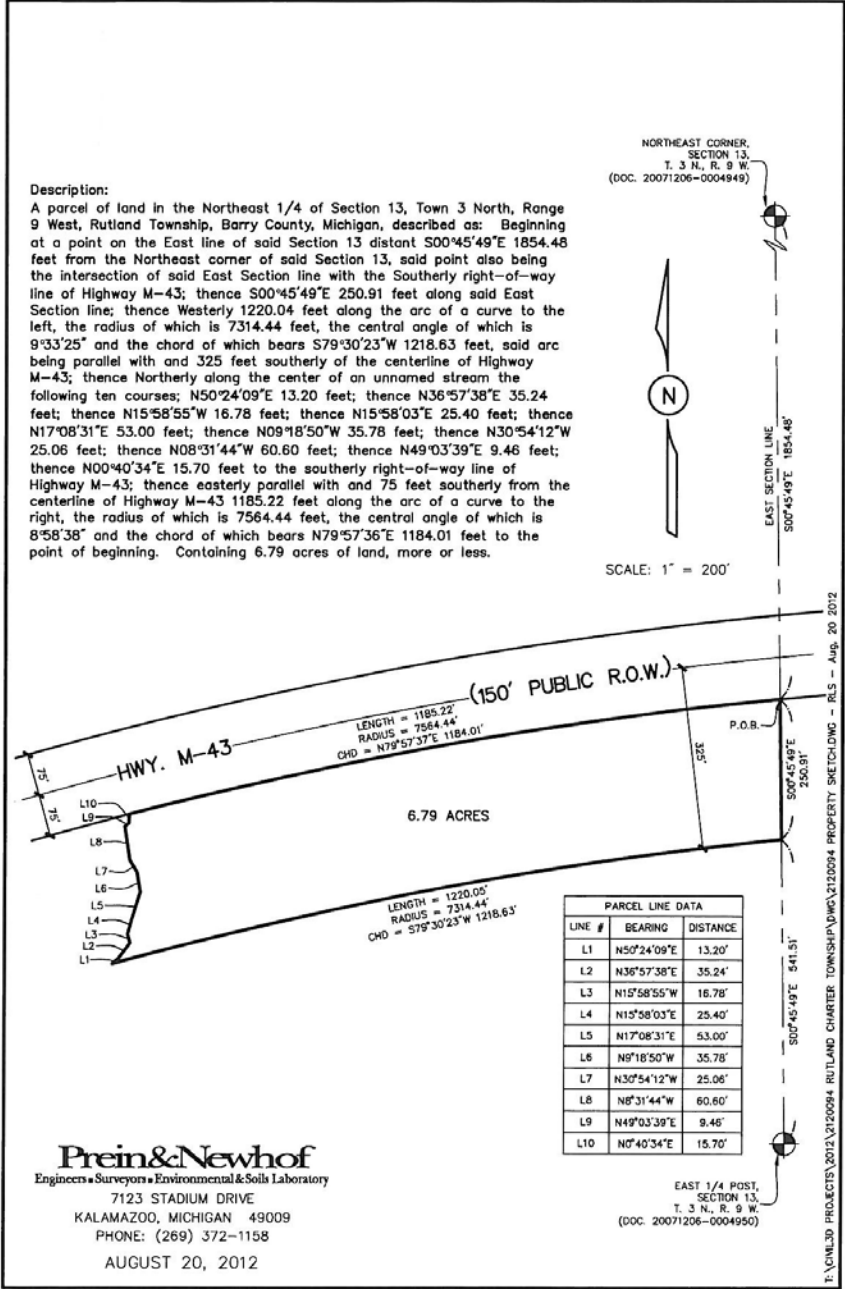 NORTHEAST CORNER,
SECTION 13,
T. 3 N., R. 9 W.
(DOC. 20071206-0004949)
Description:
A parcel of land in the Northeast 1/4 of Section 13, Town 3 North, Range
9 West, Rutland Township, Barry County, Michigan, described as: Beginning
at a point on the East line of said Section 13 distant S00°45'49"E 1854.48
feet from the Northeast corner of said Section 13, said point also being
the intersection of said East Section line with the Southerly right-of-way
line of Highway M-43; thence S00°45'49"E 250.91 feet along said East
Section line; thence Westerly 1220.04 feet along the arc of a curve to the
left, the radius of which is 7314.44 feet, the central angle of which is
9°33'25" and the chord of which bears S79°30'23"W 1218.63 feet, said arc
being parallel with and 325 feet southerly of the centerline of Highway
M-43; thence Northerly along the center of an unnamed stream the
following ten courses; N50°24'09"E 13.20 feet; thence N36°57'38"E 35.24
feet; thence N15°58'55"W 16.78 feet; thence N15°58'03"E 25.40 feet; thence
N17°08'31"E 53.00 feet; thence N09°18'50"W 35.78 feet; thence N30°54'12"W
25.06 feet; thence N08°31'44"W 60.60 feet; thence N49°03'39"E 9.46 feet;
thence N00°40'34"E 15.70 feet to the southerly right-of-way line of
Highway M-43; thence easterly parallel with and 75 feet southerly from the
centerline of Highway M-43 1185.22 feet along the arc of a curve to the
right, the radius of which is 7564.44 feet, the central angle of which is
8°58'38" and the chord of which bears N79°57'36"E 1184.01 feet to the
point of beginning. Containing 6.79 acres of land, more or less.
N
EAST SECTION LINE
S00°45'49"E 1854.48'
SCALE: 1" = 200'
(150' PUBLIC R.O.W.)
LENGTH = 1185.22'
RADIUS = 7564.44'
CHD = N79°57'37"E 1184.01'
HWY. M-43
75'
75'
P.O.B.
325'
S00°45'49"E
250.91'
6.79 ACRES
L10
L9
L8
L7
L6
L5
L4
L3
L2
L1
LENGTH = 1220.05'
RADIUS = 7314.44'
CHD = S79°30'23"W 1218.63'
PARCEL LINE DATA
LINE # BEARING DISTANCE
L1 N50°24'09"E 13.20'
L2 N36°57'38"E 35.24'
L3 N15°58'55"W 16.78'
L4 N15°58'03"E 25.40'
L5 N17°08'31"E 53.00'
L6 N9°18'50"W 35.78'
L7 N30°54'12"W 25.06'
L8 N8°31'44"W 60.60'
L9 N49°03'39"E 9.46'
L10 N0°40'34"E 15.70'
S00°45'49"E 541.51'
EAST 1/4 POST,
SECTION 13,
T. 3 N., R. 9 W.
(DOC. 20071206-0004950)
Prein&Newhof
Engineers ▪ Surveyors ▪ Environmental & Soils Laboratory
7123 STADIUM DRIVE
KALAMAZOO, MICHIGAN 49009
PHONE: (269) 372-1158
AUGUST 20, 2012
T:\CIVIL3D PROJECTS\2012\2120094 RUTLAND CHARTER TOWNSHIP\DWG\2120094 PROPERTY SKETCH.DWG - RLS - Aug, 20 2012